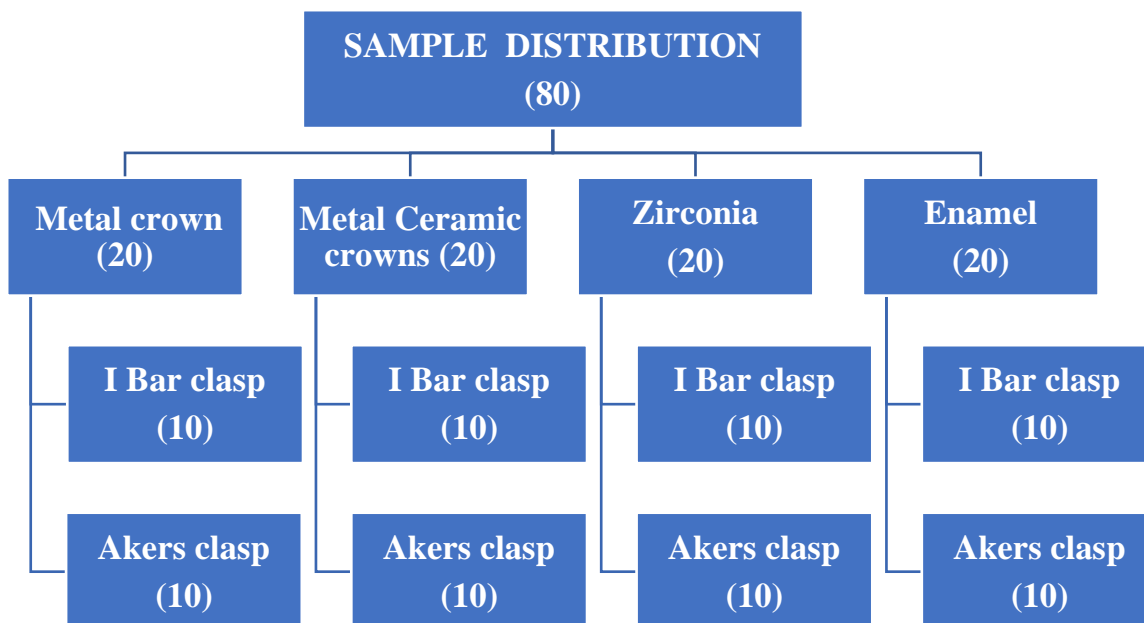 SAMPLE DISTRIBUTION
(80)
Metal crown
(20)
Metal Ceramic
crowns (20)
Zirconia
(20)
Enamel
(20)
I Bar clasp
(10)
I Bar clasp
(10)
I Bar clasp
(10)
I Bar clasp
(10)
Akers clasp
(10)
Akers clasp
(10)
Akers clasp
(10)
Akers clasp
(10)